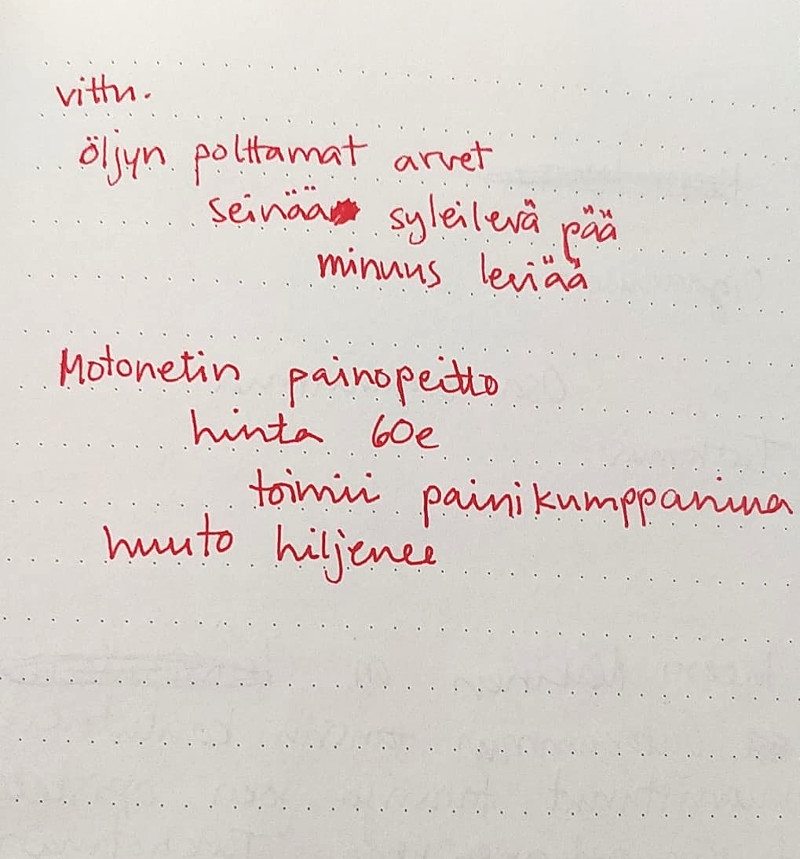 vittu.
öljyn polttamat arvet
seinää syleilevä pää
minuus leviää
Motonetin painopeitto
hinta 60e
toimii painikumppanina
huuto hiljenee